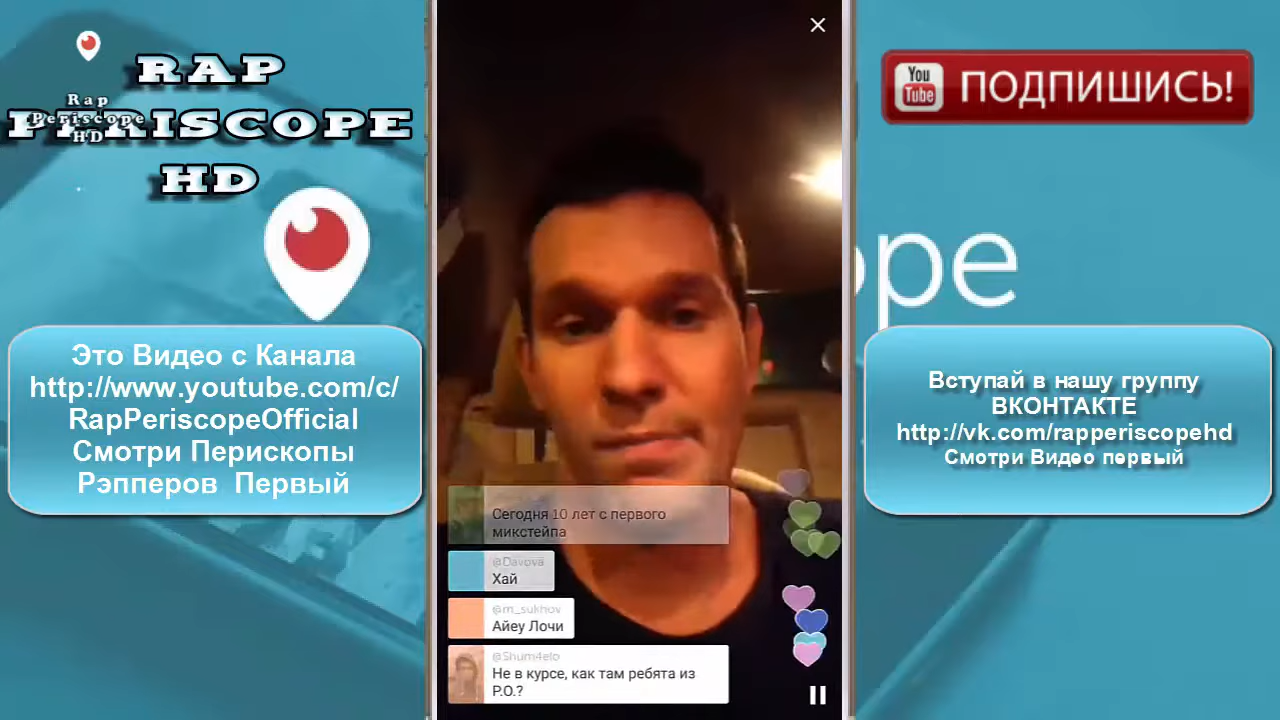 RAP
PERISCOPE
HD
Rap
Periscope
HD
Это Видео с Канала
http://www.youtube.com/c/
RapPeriscopeOfficial
Смотри Перископы
Рэпперов Первый
Сегодня 10 лет с первого
микстейпа
@Davova
Хай
@m_sukhov
Айеу Лочи
@Shum4elo
Не в курсе, как там ребята из
Р.О.?
You
Tube
ПОДПИШИСЬ!
ope
Вступай в нашу группу
ВКОНТАКТЕ
http://vk.com/rapperiscopehd
Смотри Видео первый